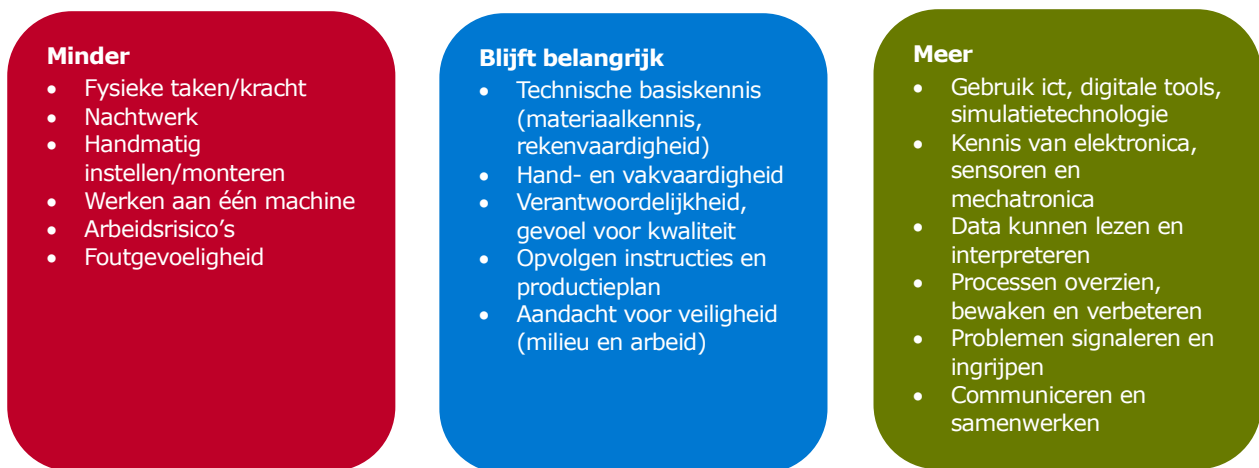 Minder
• Fysieke taken/kracht
• Nachtwerk
• Handmatig
instellen/monteren
• Werken aan één machine
• Arbeidsrisico’s
• Foutgevoeligheid
Blijft belangrijk
• Technische basiskennis
(materiaalkennis,
rekenvaardigheid)
• Hand- en vakvaardigheid
• Verantwoordelijkheid,
gevoel voor kwaliteit
• Opvolgen instructies en
productieplan
• Aandacht voor veiligheid
(milieu en arbeid)
Meer
• Gebruik ict, digitale tools,
simulatietechnologie
• Kennis van elektronica,
sensoren en
mechatronica
• Data kunnen lezen en
interpreteren
• Processen overzien,
bewaken en verbeteren
• Problemen signaleren en
ingrijpen
• Communiceren en
samenwerken